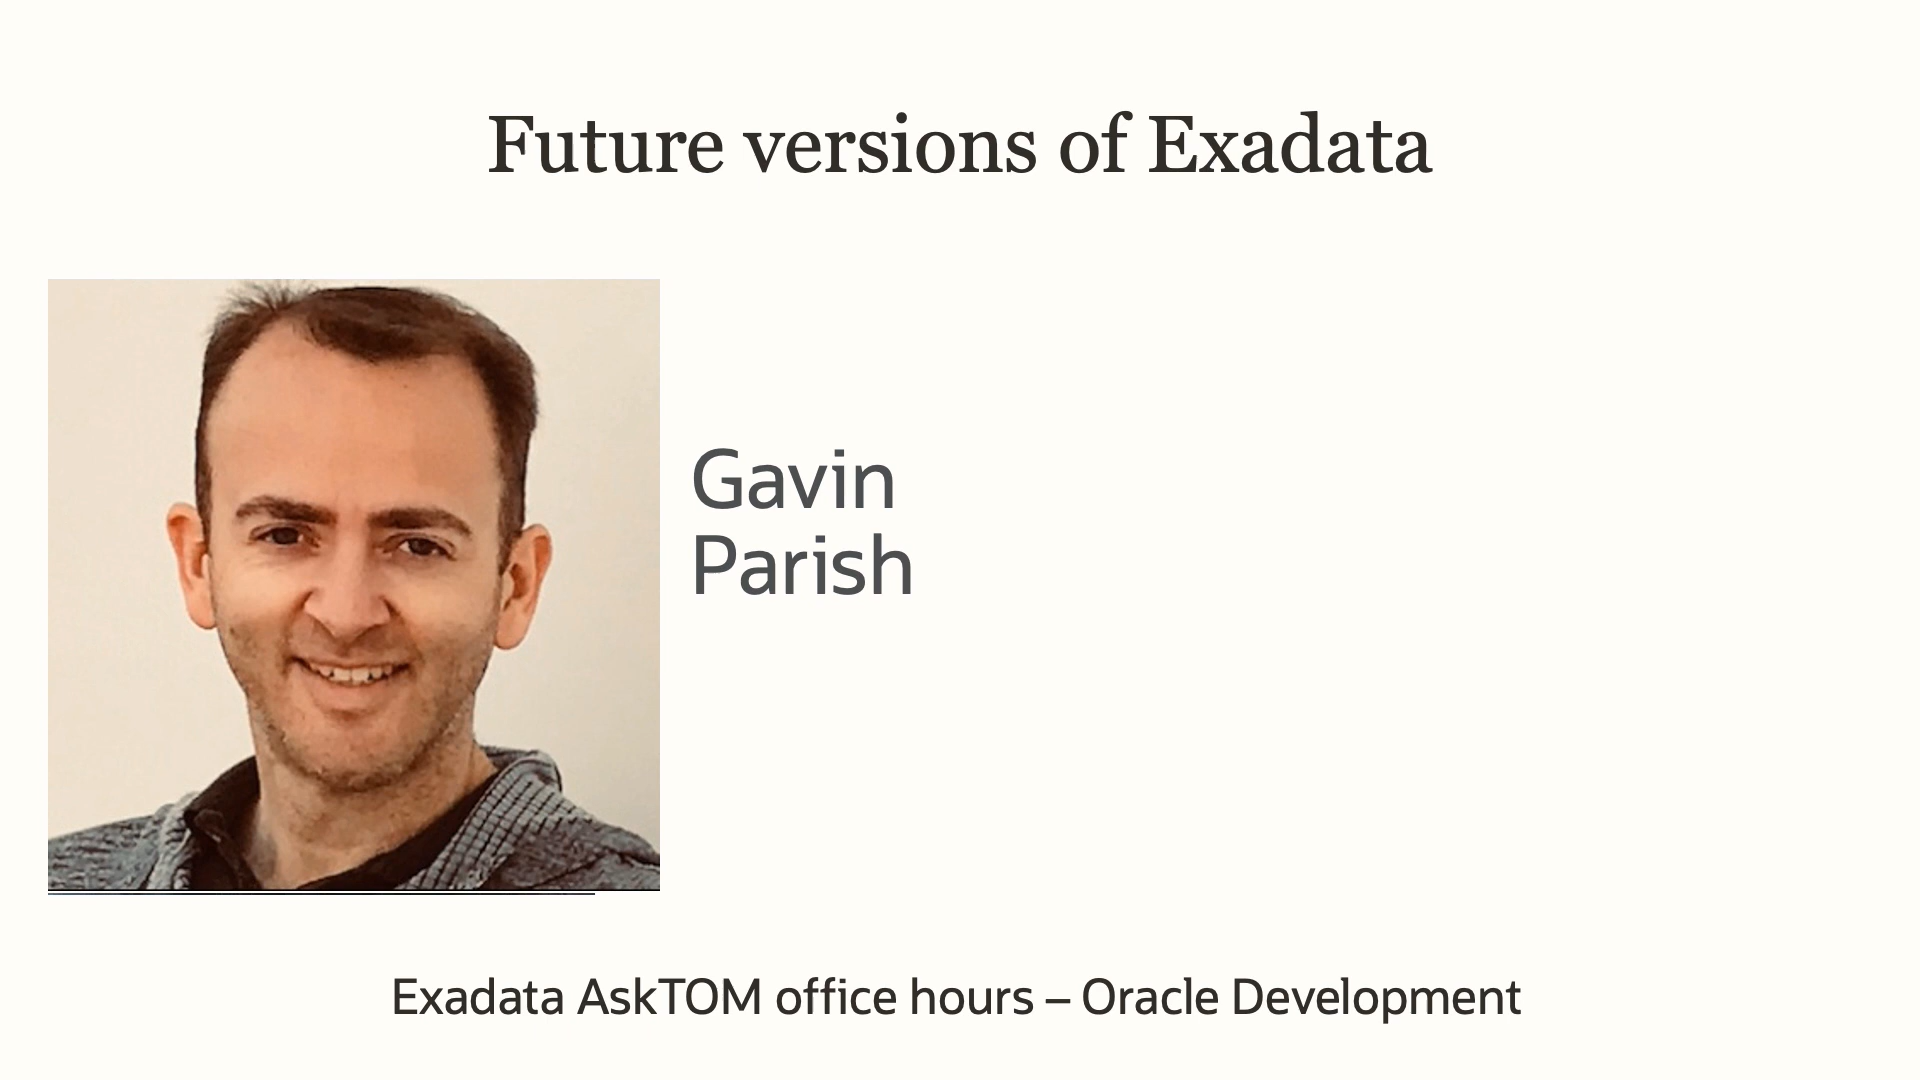 Future versions of Exadata
Gavin
Parish
Exadata AskTOM office hours – Oracle Development